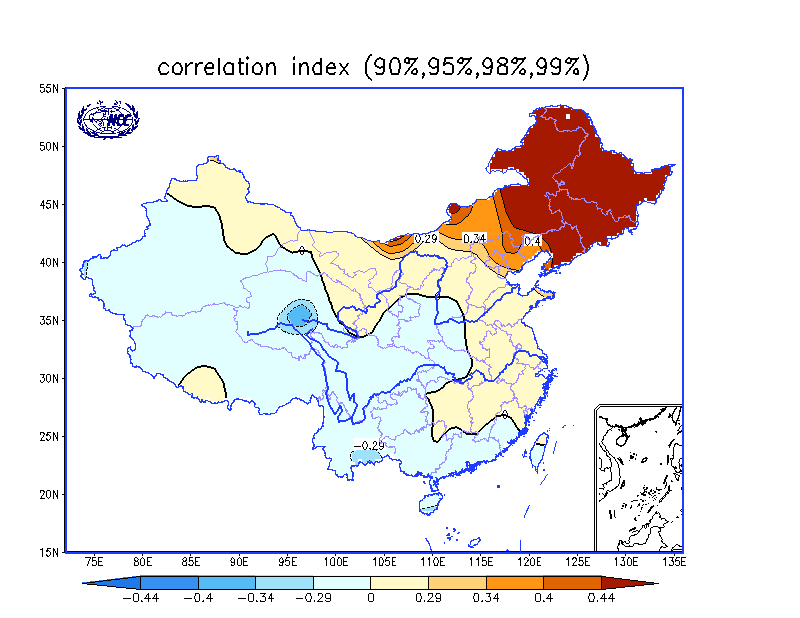 correlation index (90%,95%,98%,99%)
55N
50N
45N
40N
35N
30N
25N
20N
15N
NCC
0.29
0.34
0.4
0
0
-0.29
75E 80E 85E 90E 95E 100E 105E 110E 115E 120E 125E 130E 135E
-0.44 -0.4 -0.34 -0.29 0 0.29 0.34 0.4 0.44